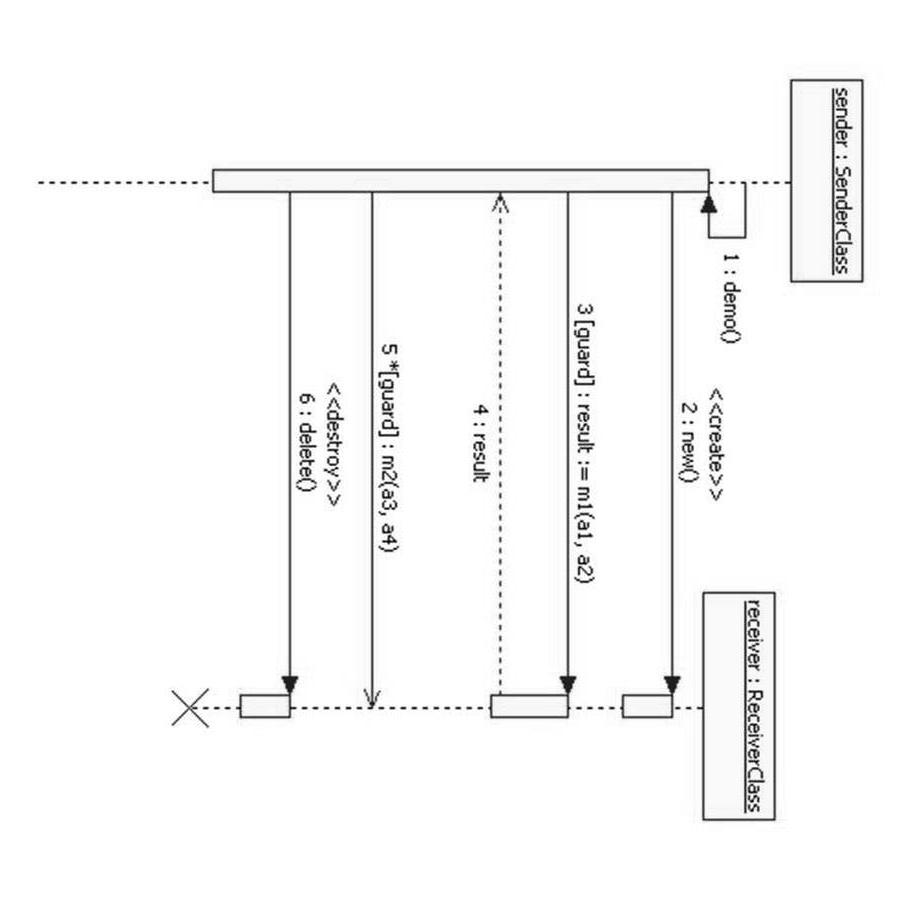 sender : SenderClass
1 : demo()
<<create>>
2 : new()
receiver : ReceiverClass
3 [guard] : result := m1(a1, a2)
4 : result
5 *[guard] : m2(a3, a4)
<<destroy>>
6 : delete()